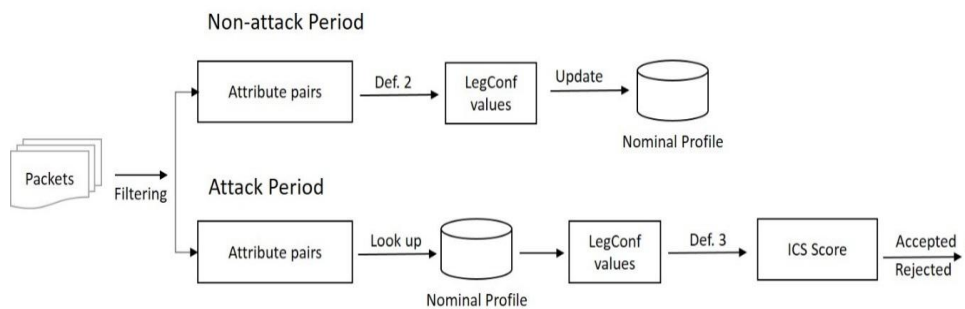 Non-attack Period
Attribute pairs
Def. 2
LegConf
values
Update
Nominal Profile
Packets
Filtering
Attack Period
Attribute pairs
Look up
Nominal Profile
LegConf
values
Def. 3
ICS Score
Accepted
Rejected